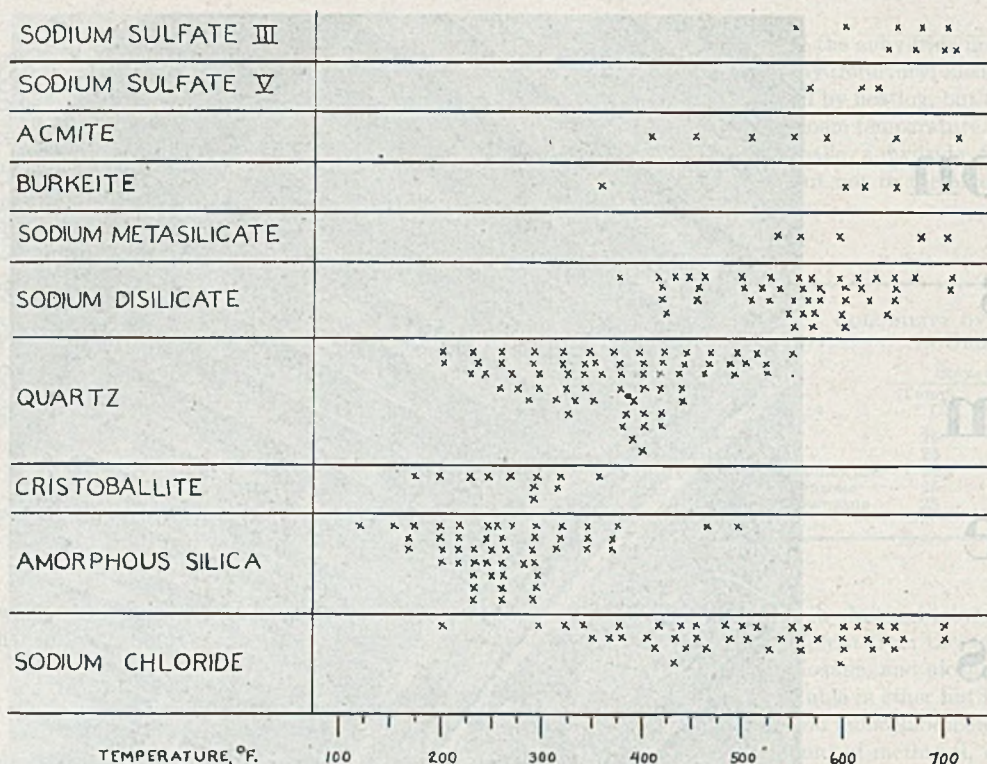 SODIUM SULFATE III
SODIUM SULFATE V
ACMITE
BURKEITE
SODIUM METASILICATE
SODIUM DISILICATE
QUARTZ
CRISTOBALLITE
AMORPHOUS SILICA
SODIUM CHLORIDE
TEMPERATURE, °F. 100 200 300 400 500 600 700